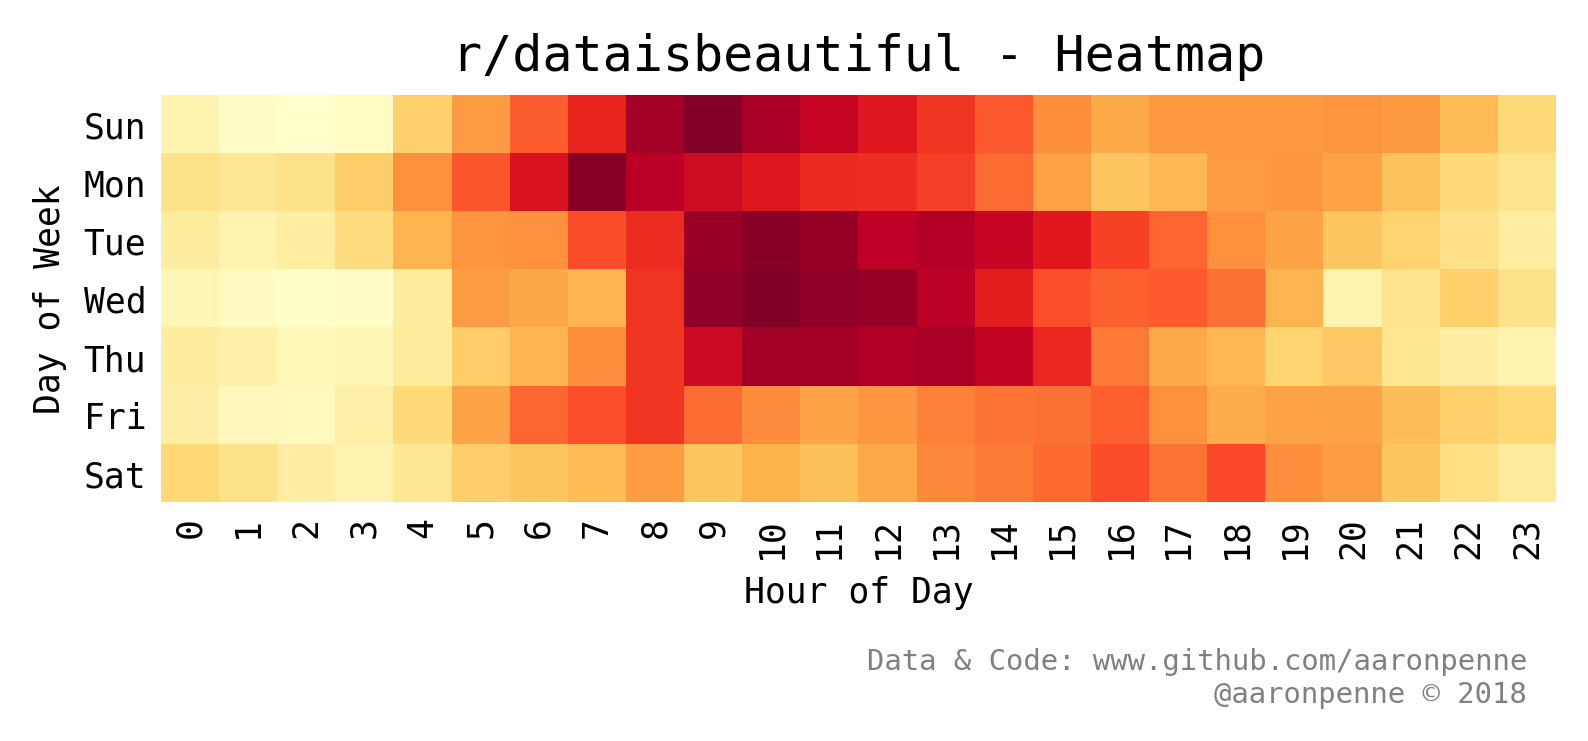 r/dataisbeautiful - Heatmap
Day of Week
Sun
Mon
Tue
Wed
Thu
Fri
Sat
0 1 2 3 4 5 6 7 8 9 10 11 12 13 14 15 16 17 18 19 20 21 22 23
Hour of Day
Data & Code: www.github.com/aaronpenne
@aaronpenne © 2018